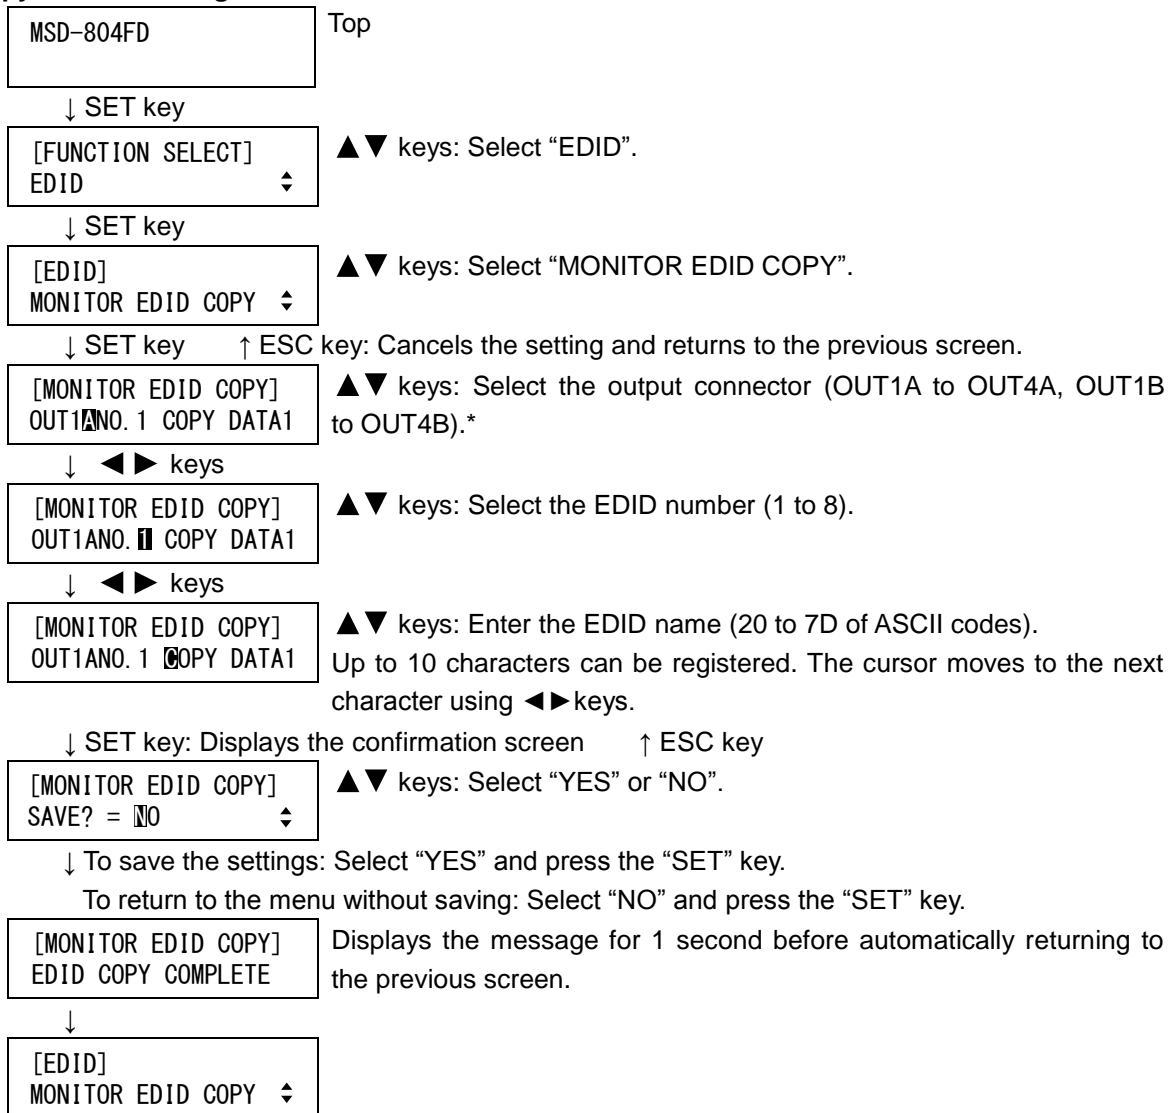 MSD-804FD
Top
↓ SET key
[FUNCTION SELECT]
EDID
▲▼ keys: Select “EDID”.
↓ SET key
[EDID]
MONITOR EDID COPY
▲▼ keys: Select “MONITOR EDID COPY”.
↓ SET key ↑ ESC key: Cancels the setting and returns to the previous screen.
[MONITOR EDID COPY]
OUT1ANO.1 COPY DATA1
▲▼ keys: Select the output connector (OUT1A to OUT4A, OUT1B
to OUT4B).*
↓ ◄► keys
[MONITOR EDID COPY]
OUT1ANO.1 COPY DATA1
▲▼ keys: Select the EDID number (1 to 8).
↓ ◄► keys
[MONITOR EDID COPY]
OUT1ANO.1 COPY DATA1
▲▼ keys: Enter the EDID name (20 to 7D of ASCII codes).
Up to 10 characters can be registered. The cursor moves to the next
character using ◄►keys.
↓ SET key: Displays the confirmation screen ↑ ESC key
[MONITOR EDID COPY]
SAVE? = NO
▲▼ keys: Select “YES” or “NO”.
↓ To save the settings: Select “YES” and press the “SET” key.
To return to the menu without saving: Select “NO” and press the “SET” key.
[MONITOR EDID COPY]
EDID COPY COMPLETE
Displays the message for 1 second before automatically returning to
the previous screen.
↓
[EDID]
MONITOR EDID COPY